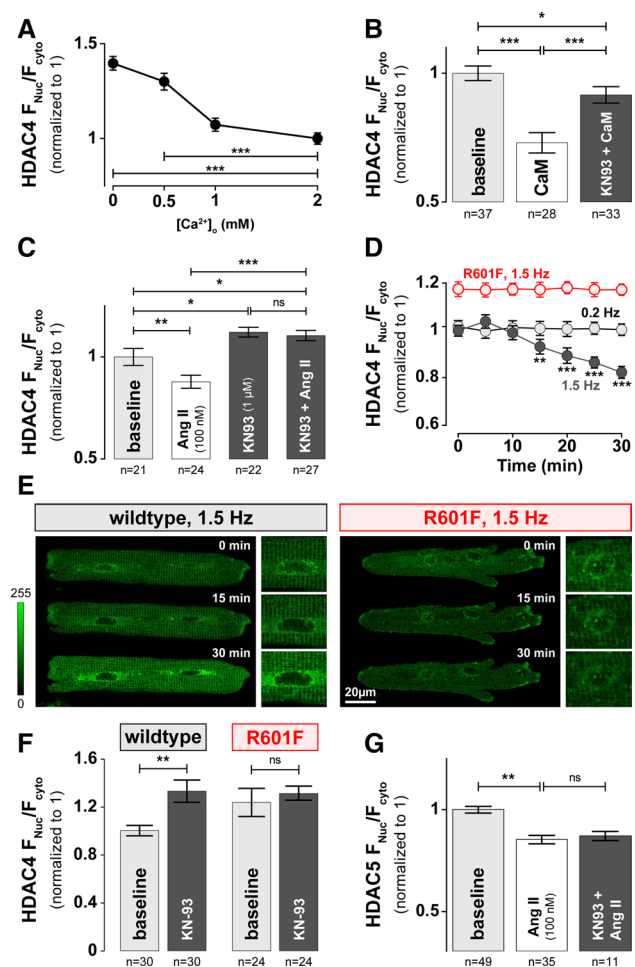 A
HDAC4 FNuc/Fcyto
(normalized to 1)
1.5
1
***
***
0
0.5
1
2
[Ca2+]o (mM)
B
HDAC4 FNuc/Fcyto
(normalized to 1)
1
0.5
*
***
***
baseline
CaM
KN93 + CaM
n=37
n=28
n=33
C
HDAC4 FNuc/Fcyto
(normalized to 1)
1
0.5
***
*
*
ns
**
baseline
Ang II
(100 nM)
KN93 (1 µM)
KN93 + Ang II
n=21
n=24
n=22
n=27
D
HDAC4 FNuc/Fcyto
(normalized to 1)
1.2
1
0.8
0.6
R601F, 1.5 Hz
0.2 Hz
1.5 Hz
**
***
***
***
0
10
20
30
Time (min)
E
wildtype, 1.5 Hz
R601F, 1.5 Hz
0 min
0 min
15 min
15 min
30 min
30 min
255
0
20µm
F
wildtype
R601F
HDAC4 FNuc/Fcyto
(normalized to 1)
1.6
1.2
0.8
0.4
0
**
ns
baseline
KN-93
baseline
KN-93
n=30
n=30
n=24
n=24
G
HDAC5 FNuc/Fcyto
(normalized to 1)
1
0.5
**
ns
baseline
Ang II
(100 nM)
KN93 +
Ang II
n=49
n=35
n=11